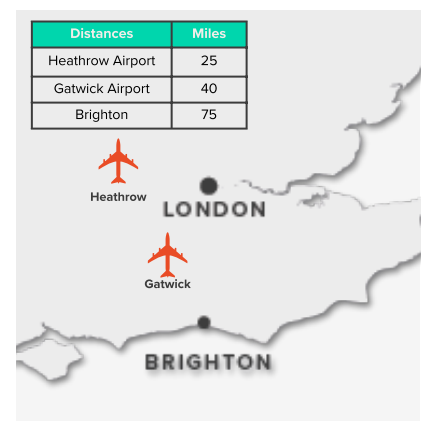 Distances Miles
Heathrow Airport 25
Gatwick Airport 40
Brighton 75
Heathrow
LONDON
Gatwick
BRIGHTON